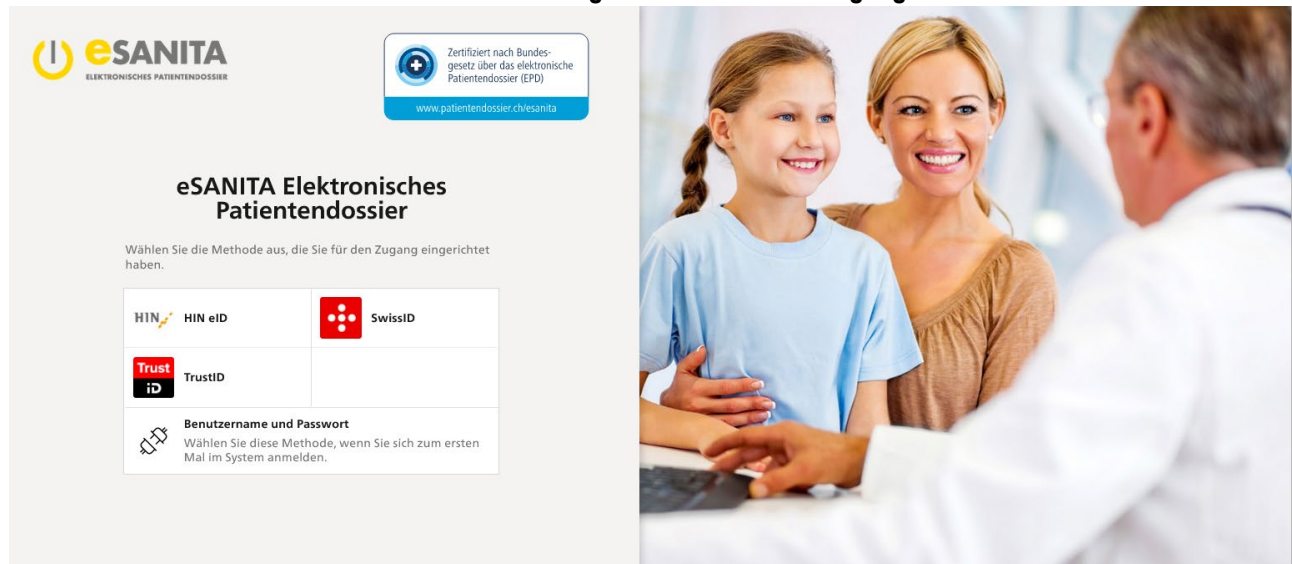 eSANITA
ELEKTRONISCHES PATIENTENDOSSIER
Zertifiziert nach Bundes-
gesetz über das elektronische
Patientendossier (EPD)
www.patientendossier.ch/esanita
eSANITA Elektronisches
Patientendossier
Wählen Sie die Methode aus, die Sie für den Zugang eingerichtet
haben.
HIN HIN eID
SwissID
Trust
iD
TrustID
Benutzername und Passwort
Wählen Sie diese Methode, wenn Sie sich zum ersten
Mal im System anmelden.